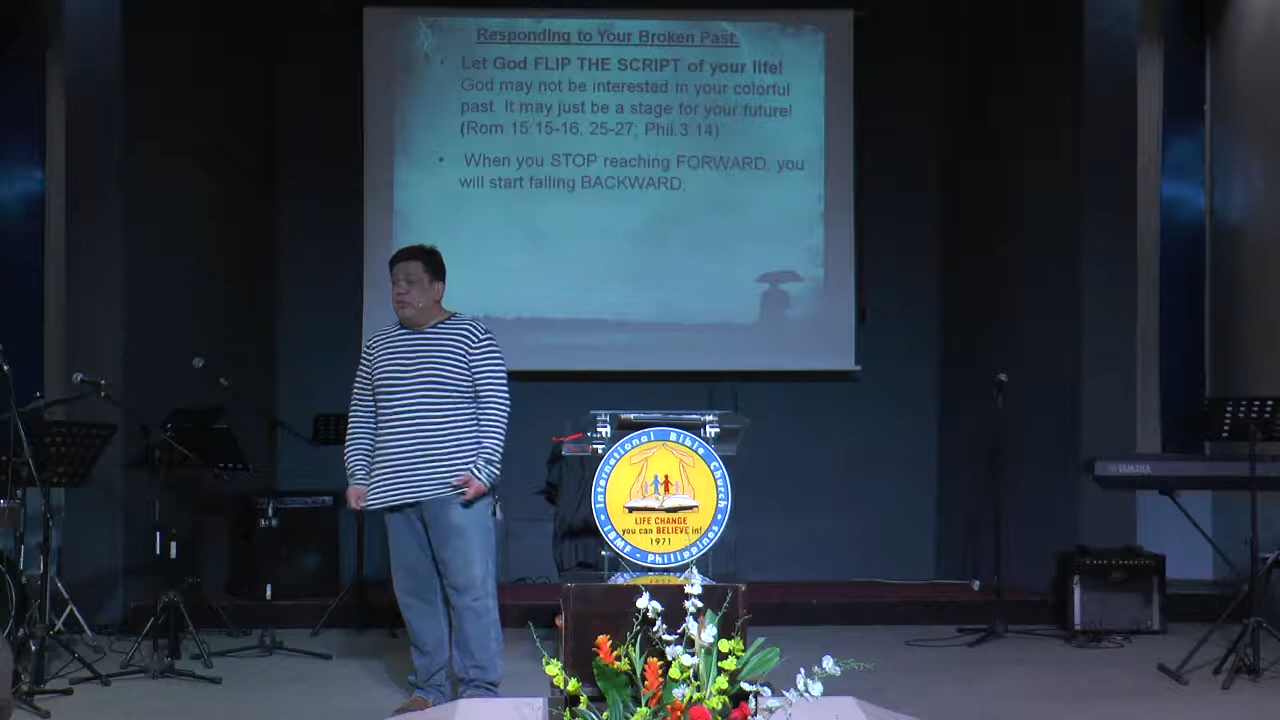 Responding to Your Broken Past.
• Let God FLIP THE SCRIPT of your life!
God may not be interested in your colorful
past. It may just be a stage for your future!
(Rom 15:15-16, 25-27; Phil.3:14)
• When you STOP reaching FORWARD, you
will start falling BACKWARD.
International Bible Church
LIFE CHANGE
you can BELIEVE in!
1971
IBMF - Philippines
YAMAHA